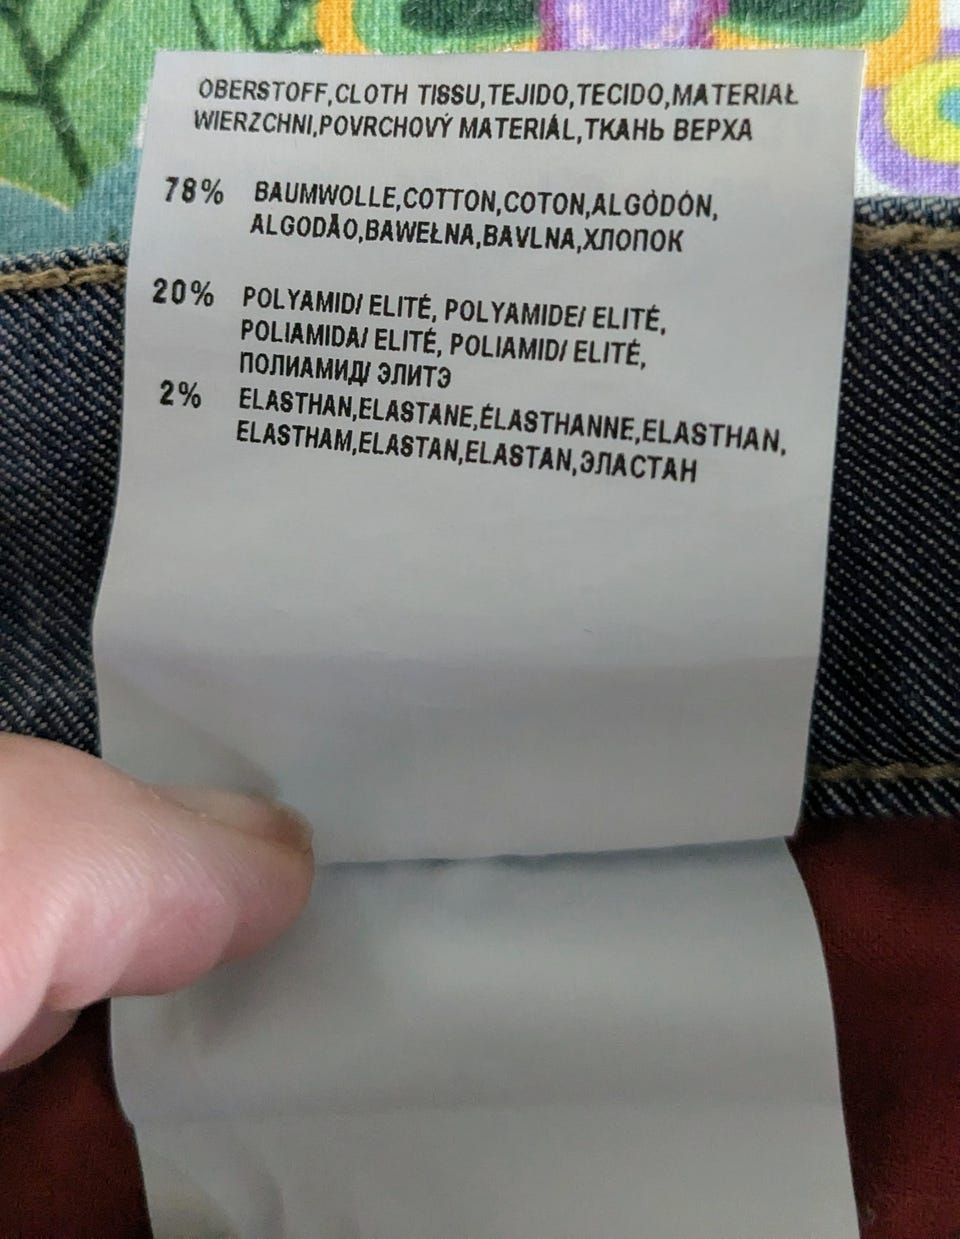 OBERSTOFF,CLOTH TISSU,TEJIDO,TECIDO,MATERIAŁ
WIERZCHNI,POVRCHOVÝ MATERIÁL,ТКАНЬ ВЕРХА
78% BAUMWOLLE,COTTON,COTON,ALGÒDÓN,
ALGODÃO,BAWEŁNA,BAVLNA,ХЛОПОК
20% POLYAMID/ ELITÉ, POLYAMIDE/ ELITÉ,
POLIAMIDA/ ELITÉ, POLIAMID/ ELITÉ,
ПОЛИАМИД/ ЭЛИТЭ
2% ELASTHAN,ELASTANE,ÉLASTHANNE,ELASTHAN,
ELASTHAM,ELASTAN,ELASTAN,ЭЛАСТАН